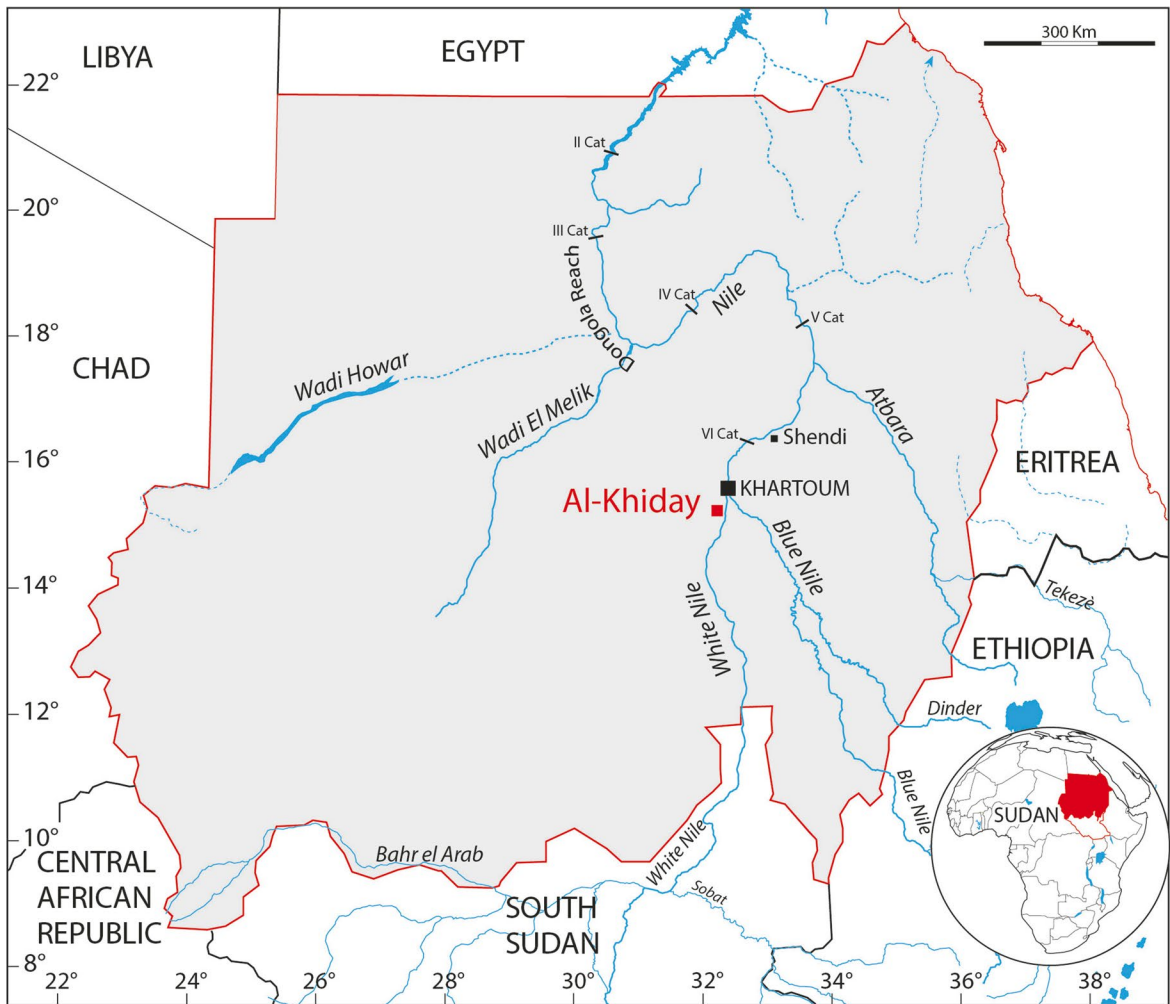 LIBYA
EGYPT
300 Km
22°
II Cat
20°
III Cat
Dongola Reach
IV Cat
Nile
V Cat
18°
CHAD
Wadi Howar
Wadi El Melik
Atbara
VI Cat
Shendi
16°
ERITREA
KHARTOUM
Al-Khiday
Blue Nile
14°
White Nile
Tekezè
ETHIOPIA
12°
Dinder
Blue Nile
SUDAN
10°
White Nile
Bahr el Arab
CENTRAL
AFRICAN
REPUBLIC
Sobat
SOUTH
SUDAN
8°
22°
24°
26°
28°
30°
32°
34°
36°
38°